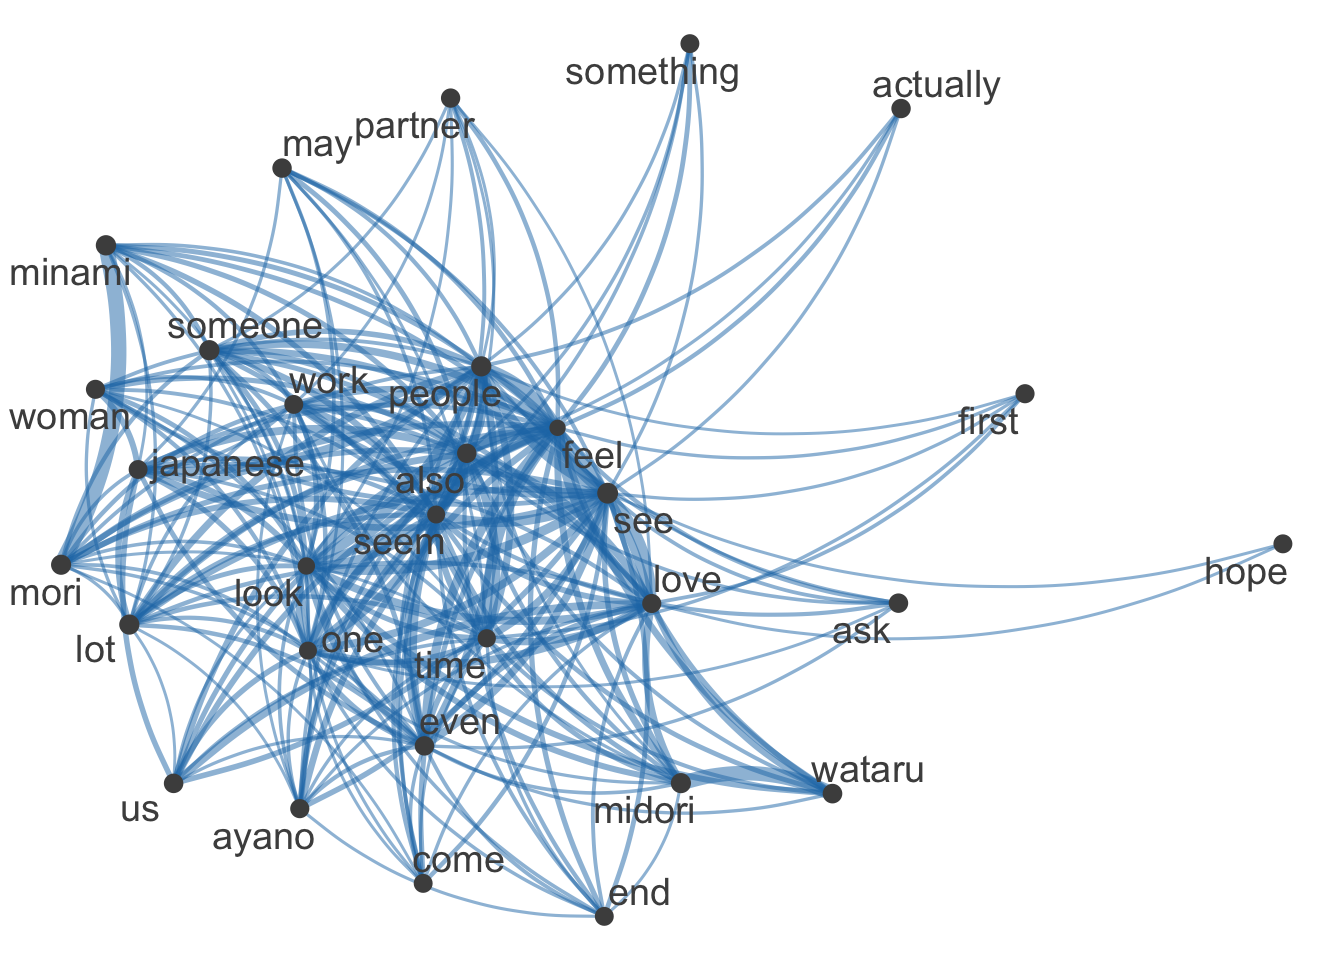 something
actually
partner
may
minami
someone
work
people
first
woman
feel
japanese
also
see
seem
hope
love
mori
look
ask
one
lot
time
even
wataru
us
midori
ayano
come
end